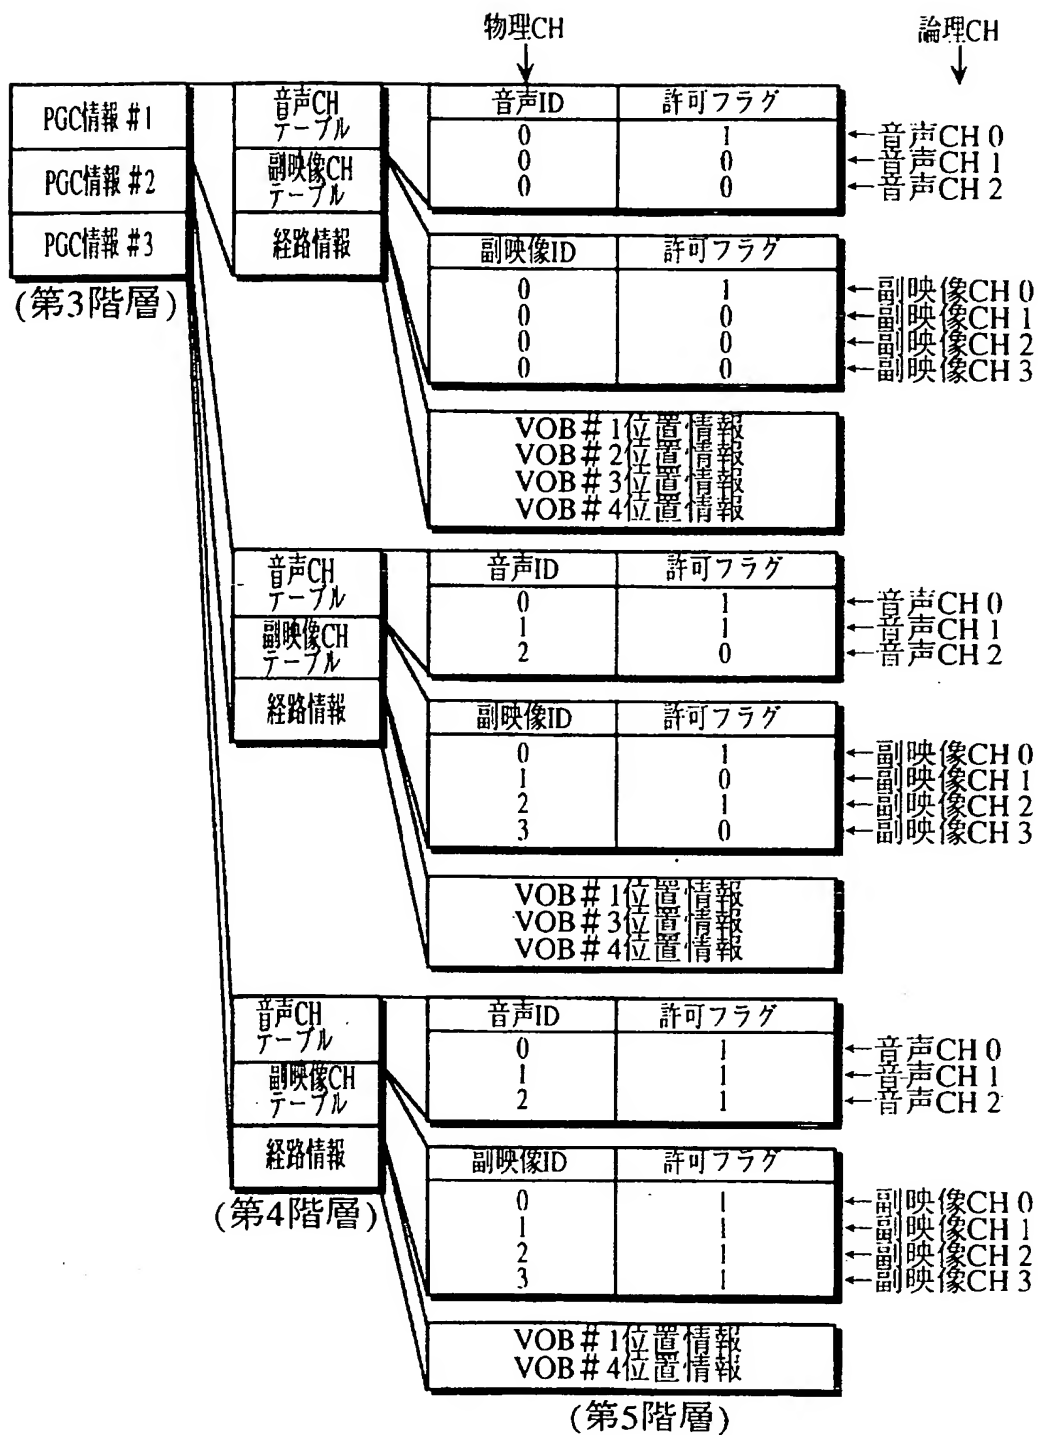 物理CH
論理CH
PGC情報 #1
PGC情報 #2
PGC情報 #3
(第3階層)
音声CH
テーブル
副映像CH
テーブル
経路情報
音声ID 許可フラグ
0 1 ←音声CH 0
0 0 ←音声CH 1
0 0 ←音声CH 2
副映像ID 許可フラグ
0 1 ←副映像CH 0
0 0 ←副映像CH 1
0 0 ←副映像CH 2
0 0 ←副映像CH 3
VOB#1位置情報
VOB#2位置情報
VOB#3位置情報
VOB#4位置情報
音声CH
テーブル
副映像CH
テーブル
経路情報
音声ID 許可フラグ
0 1 ←音声CH 0
1 1 ←音声CH 1
2 0 ←音声CH 2
副映像ID 許可フラグ
0 1 ←副映像CH 0
1 0 ←副映像CH 1
2 1 ←副映像CH 2
3 0 ←副映像CH 3
VOB#1位置情報
VOB#3位置情報
VOB#4位置情報
音声CH
テーブル
副映像CH
テーブル
経路情報
(第4階層)
音声ID 許可フラグ
0 1 ←音声CH 0
1 1 ←音声CH 1
2 1 ←音声CH 2
副映像ID 許可フラグ
0 1 ←副映像CH 0
1 1 ←副映像CH 1
2 1 ←副映像CH 2
3 1 ←副映像CH 3
VOB#1位置情報
VOB#4位置情報
(第5階層)